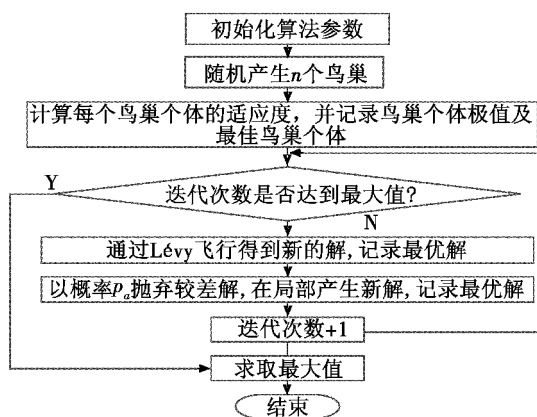 初始化算法参数
随机产生n个鸟巢
计算每个鸟巢个体的适应度，并记录鸟巢个体极值及
最佳鸟巢个体
Y
迭代次数是否达到最大值?
N
通过Lévy飞行得到新的解,记录最优解
以概率pa抛弃较差解,在局部产生新解,记录最优解
迭代次数+1
求取最大值
结束